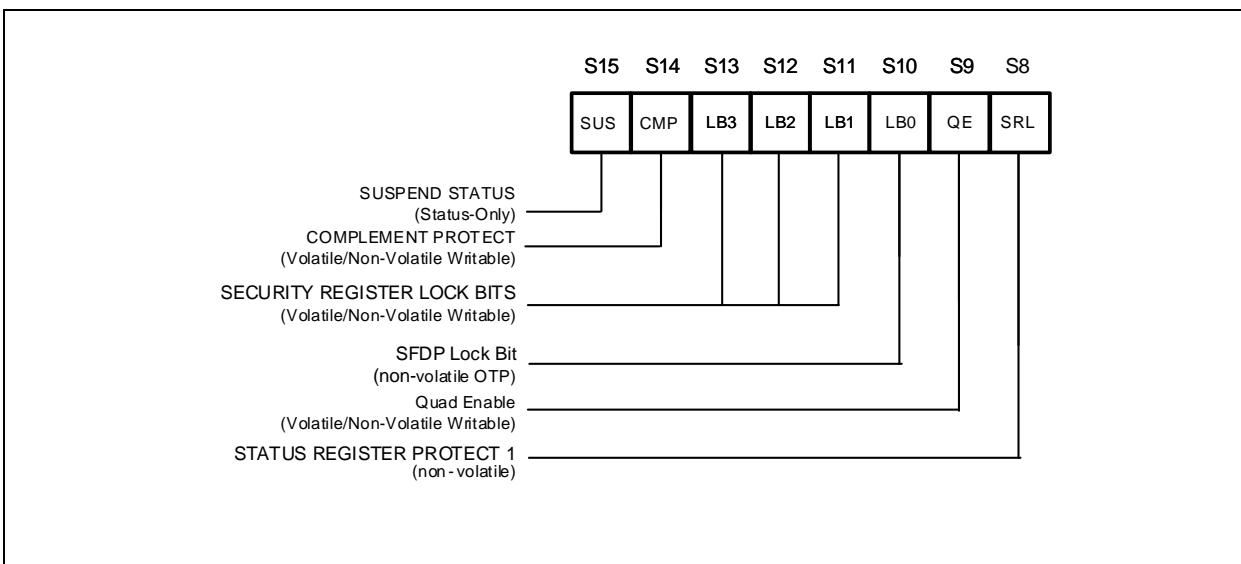 S15 S14 S13 S12 S11 S10 S9 S8
SUS CMP LB3 LB2 LB1 LB0 QE SRL
SUSPEND STATUS
(Status-Only)
COMPLEMENT PROTECT
(Volatile/Non-Volatile Writable)
SECURITY REGISTER LOCK BITS
(Volatile/Non-Volatile Writable)
SFDP Lock Bit
(non-volatile OTP)
Quad Enable
(Volatile/Non-Volatile Writable)
STATUS REGISTER PROTECT 1
(non-volatile)